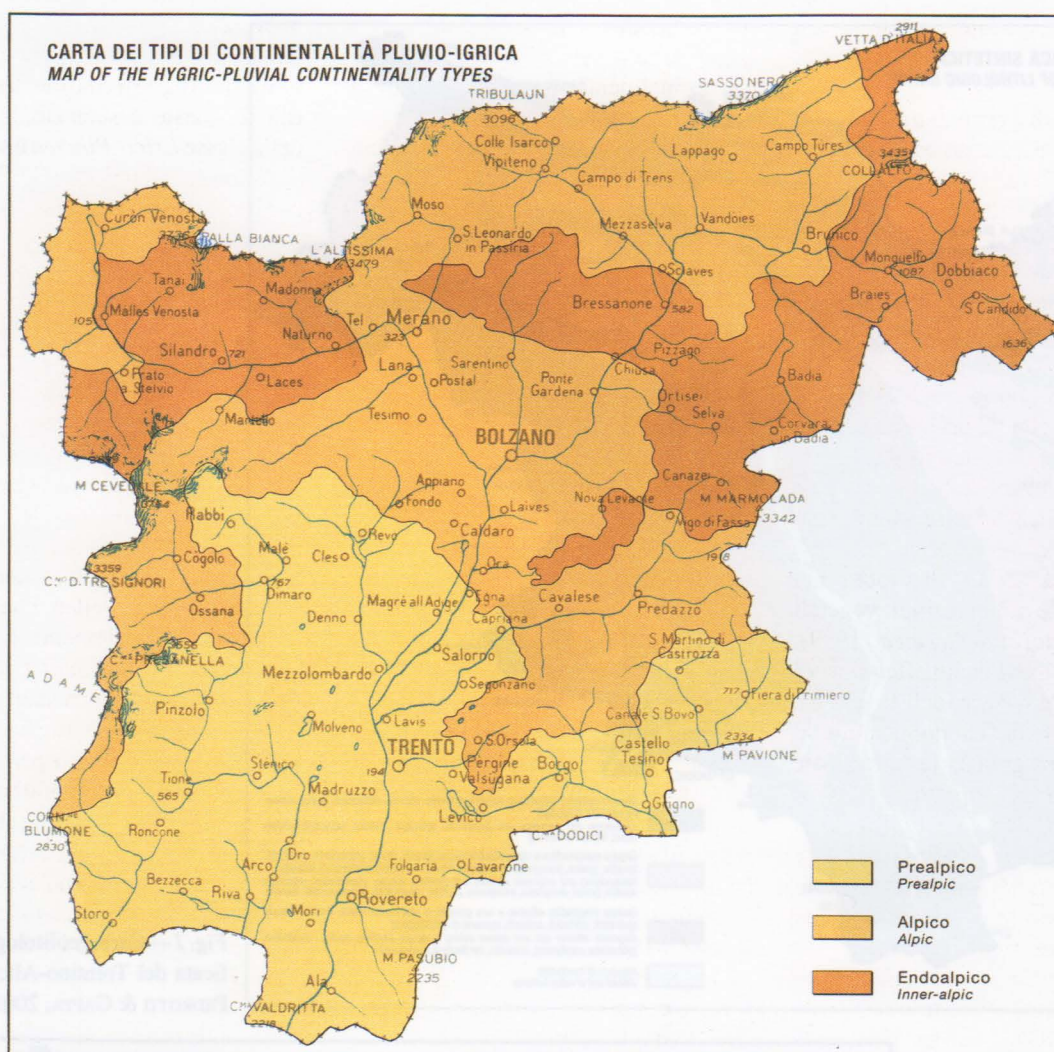 CARTA DEI TIPI DI CONTINENTALITÀ PLUVIO-IGRICA
MAP OF THE HYGRIC-PLUVIAL CONTINENTALITY TYPES
2911
VETTA D'ITALIA
SASSO NERO
3370
TRIBULAUN
3096
Colle Isarco
Vipiteno
Lappago
Campo Tures
3435
COLLALTO
Campo di Trens
Moso
Curon Venosta
3736
PALLA BIANCA
L'ALTISSIMA
3479
S. Leonardo
in Passiria
Mezzaselva
Vandoies
Brunico
Monguelfo
1087
Dobbiaco
Sciaves
Tanai
Madonna
Bressanone
582
Braies
S. Candido
1636
Malles Venosta
Naturno
Tel
Merano
323
Silandro
721
Prato
a. Stelvio
Laces
Lana
Postal
Sarentino
Ponte
Gardena
Chiusa
Pizzago
Badia
Ortisei
Selva
Corvara
in Badia
Martello
Tesimo
BOLZANO
M CEVEDALE
Appiano
Canazei
M MARMOLADA
3342
Nova Levante
Vigo di Fassa
1918
Rabbi
Fondo
Laives
Caldaro
Revo
Cogolo
Malé
Cles
Ora
3359
C.ma D. TRE SIGNORI
767
Dimaro
Ossana
Egna
Magré all Adige
Cavalese
Predazzo
Denno
Capriana
C.ma PRESANELLA
Salorno
S. Martino di
Castrozza
Mezzolombardo
Segonzano
ADAME
Pinzolo
717
Fiera di Primiero
Molveno
Lavis
Canale S. Bovo
2334
M PAVIONE
TRENTO
194
S. Orsola
Castello
Tesino
Pergine
Valsugana
Borgo
Stenico
Tione
565
Madruzzo
Levico
Grigno
CORN.ne
BLUMONE
2830
Roncone
C.ma DODICI
Dro
Arco
Folgaria
Lavarone
Bezzecca
Riva
Rovereto
Storo
Mori
M PASUBIO
2235
Ala
C.ma VALDRITTA
2218
Prealpico
Prealpic
Alpico
Alpic
Endoalpico
Inner-alpic